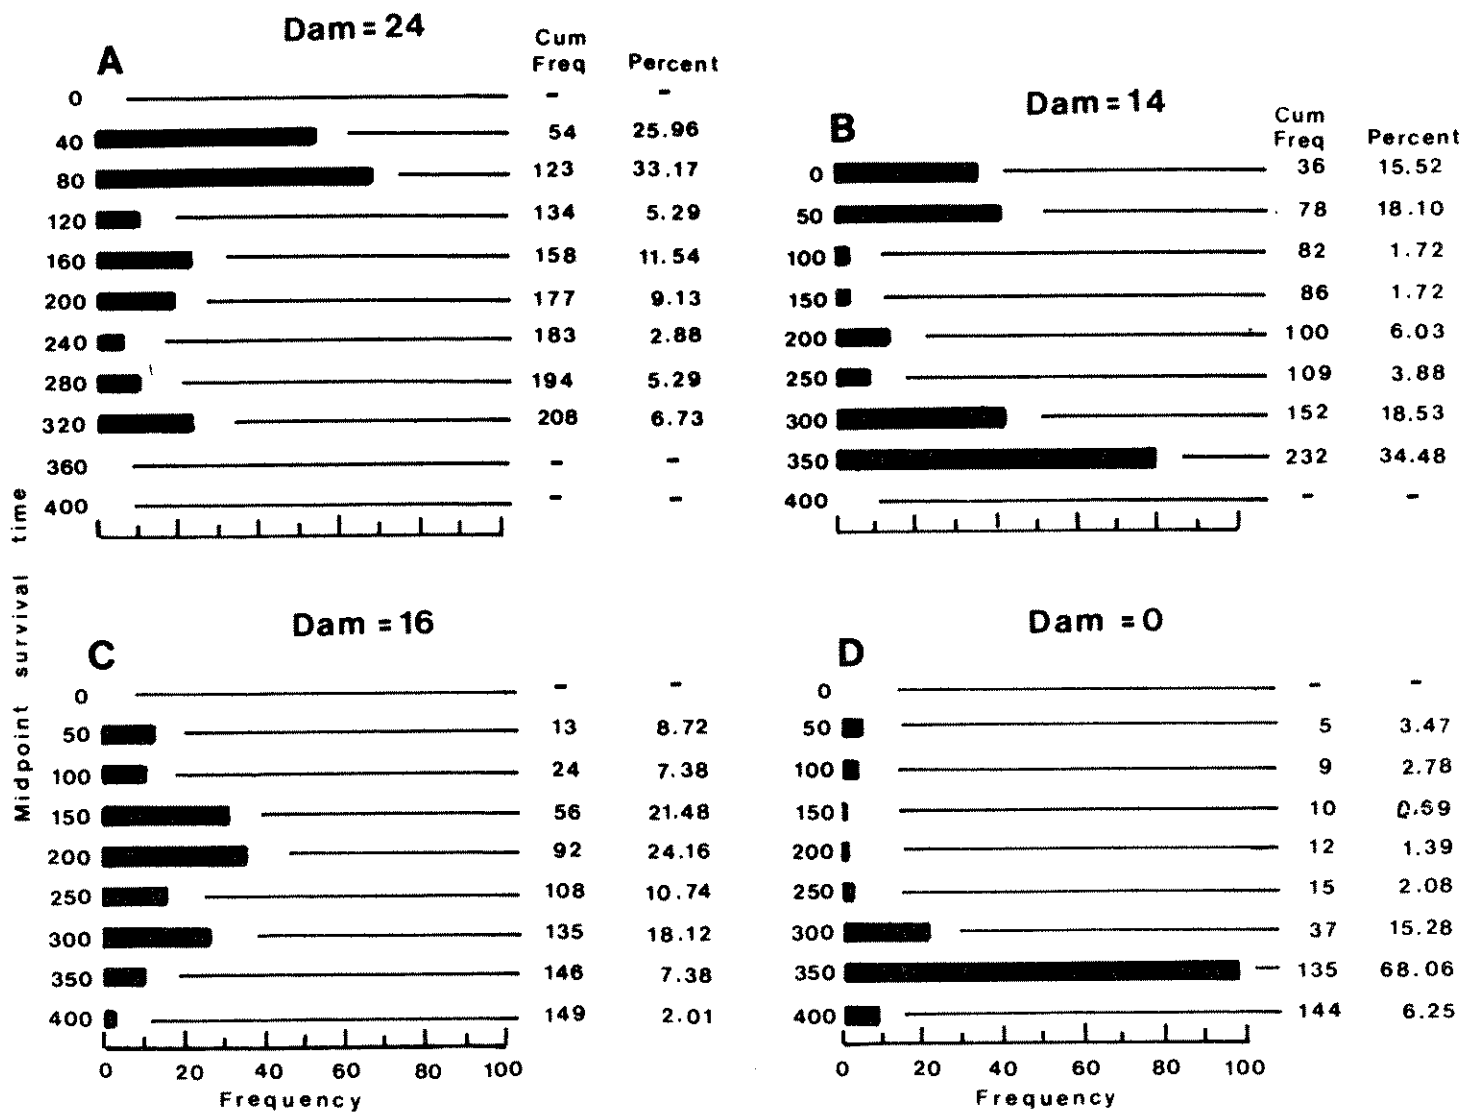 Dam = 24
A
Cum
Freq Percent
0 - -
40 54 25.96
80 123 33.17
120 134 5.29
160 158 11.54
200 177 9.13
240 183 2.88
280 194 5.29
320 208 6.73
360 - -
400 - -
Dam = 14
B
Cum
Freq Percent
0 36 15.52
50 78 18.10
100 82 1.72
150 86 1.72
200 100 6.03
250 109 3.88
300 152 18.53
350 232 34.48
400 - -
Midpoint survival time
Dam = 16
C
0 - -
50 13 8.72
100 24 7.38
150 56 21.48
200 92 24.16
250 108 10.74
300 135 18.12
350 146 7.38
400 149 2.01
0 20 40 60 80 100
Frequency
Dam = 0
D
0 - -
50 5 3.47
100 9 2.78
150 10 0.59
200 12 1.39
250 15 2.08
300 37 15.28
350 135 68.06
400 144 6.25
0 20 40 60 80 100
Frequency